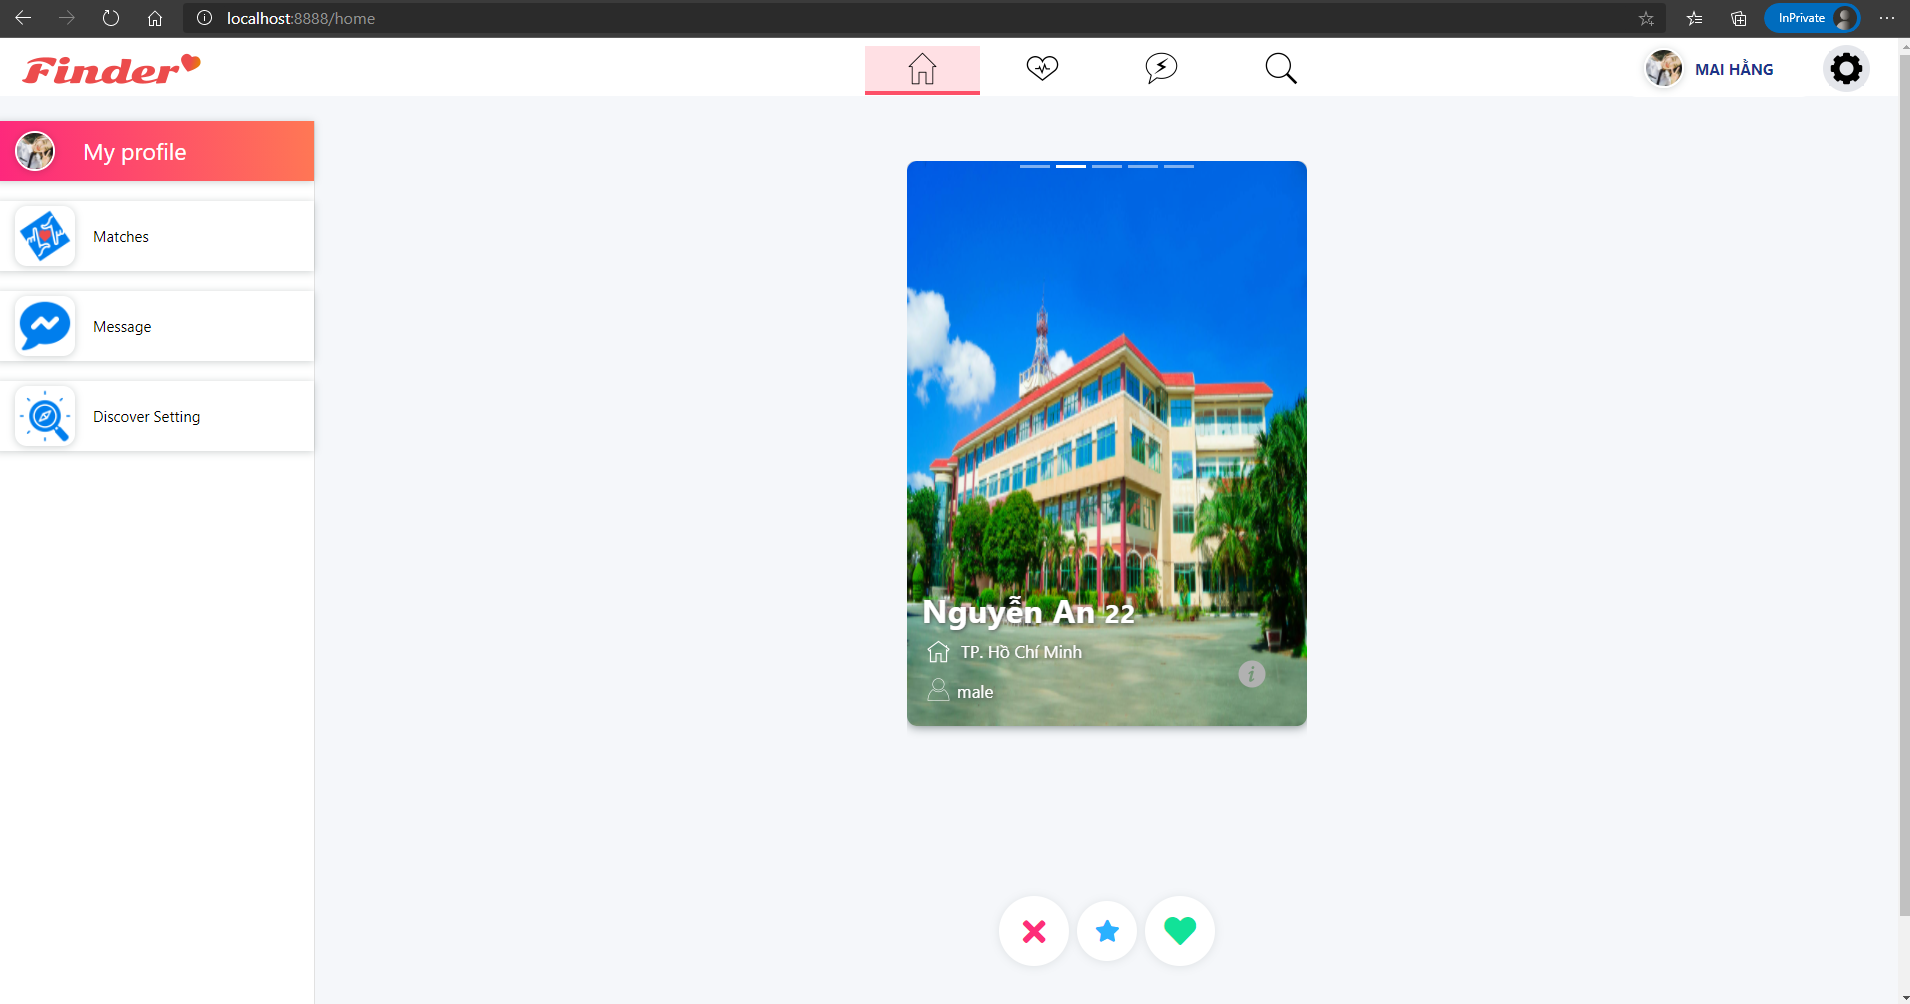 localhost:8888/home
InPrivate
Finder
MAI HẰNG
My profile
Matches
Message
Discover Setting
Nguyễn An 22
TP. Hồ Chí Minh
i
male